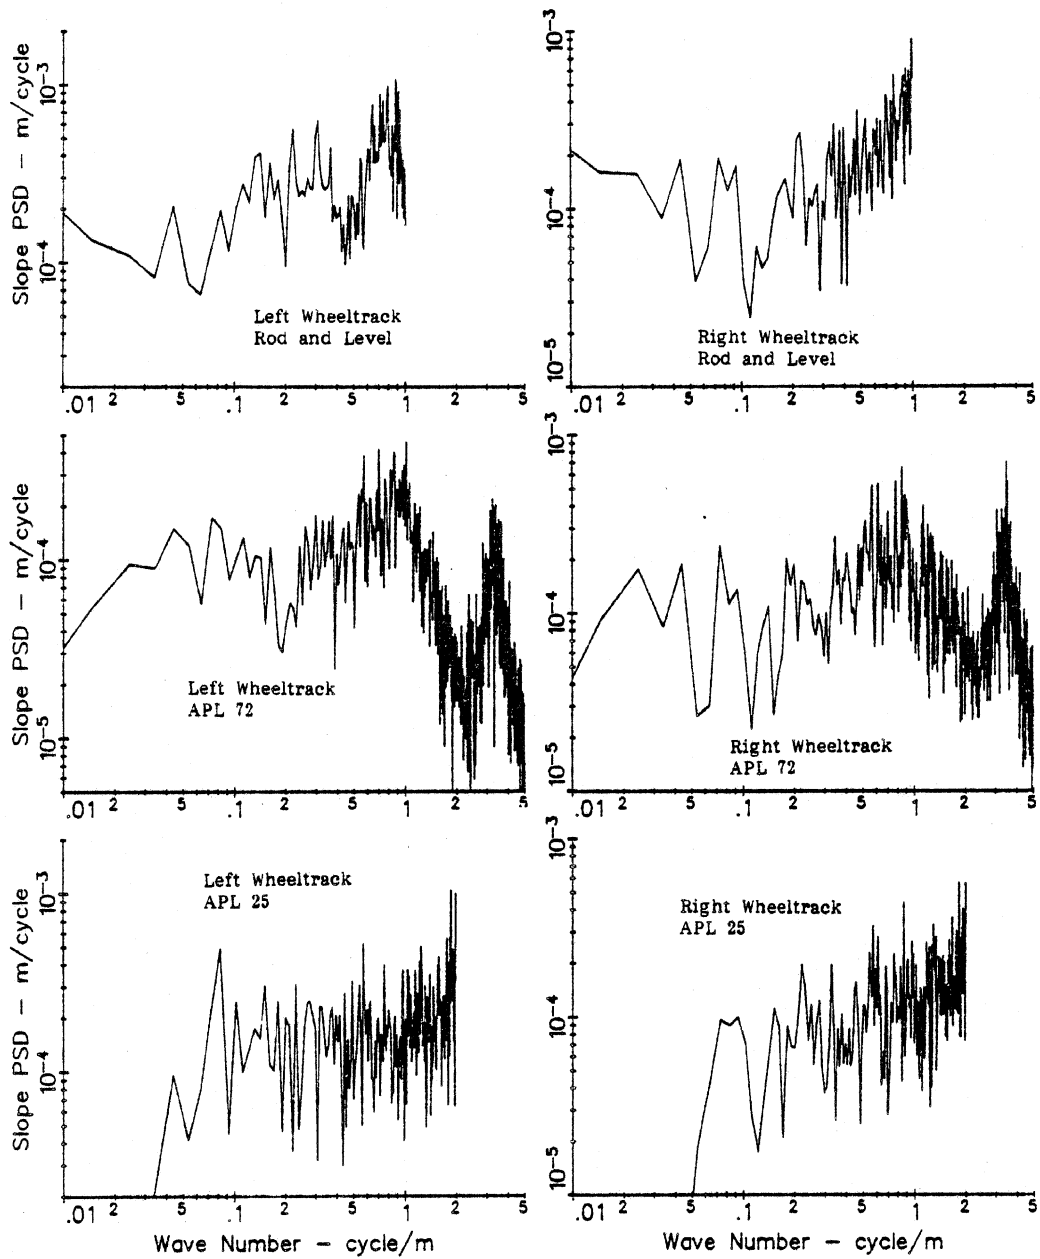 Slope PSD – m/cycle
10-3
10-4
.01 2 5 .1 2 5 1 2 5
Left Wheeltrack
Rod and Level
10-3
10-4
10-5
.01 2 5 .1 2 5 1 2 5
Right Wheeltrack
Rod and Level
Slope PSD – m/cycle
10-4
10-5
.01 2 5 .1 2 5 1 2 5
Left Wheeltrack
APL 72
10-3
10-4
10-5
.01 2 5 .1 2 5 1 2 5
Right Wheeltrack
APL 72
Slope PSD – m/cycle
10-3
10-4
.01 2 5 .1 2 5 1 2 5
Left Wheeltrack
APL 25
Wave Number – cycle/m
10-3
10-4
10-5
.01 2 5 .1 2 5 1 2 5
Right Wheeltrack
APL 25
Wave Number – cycle/m